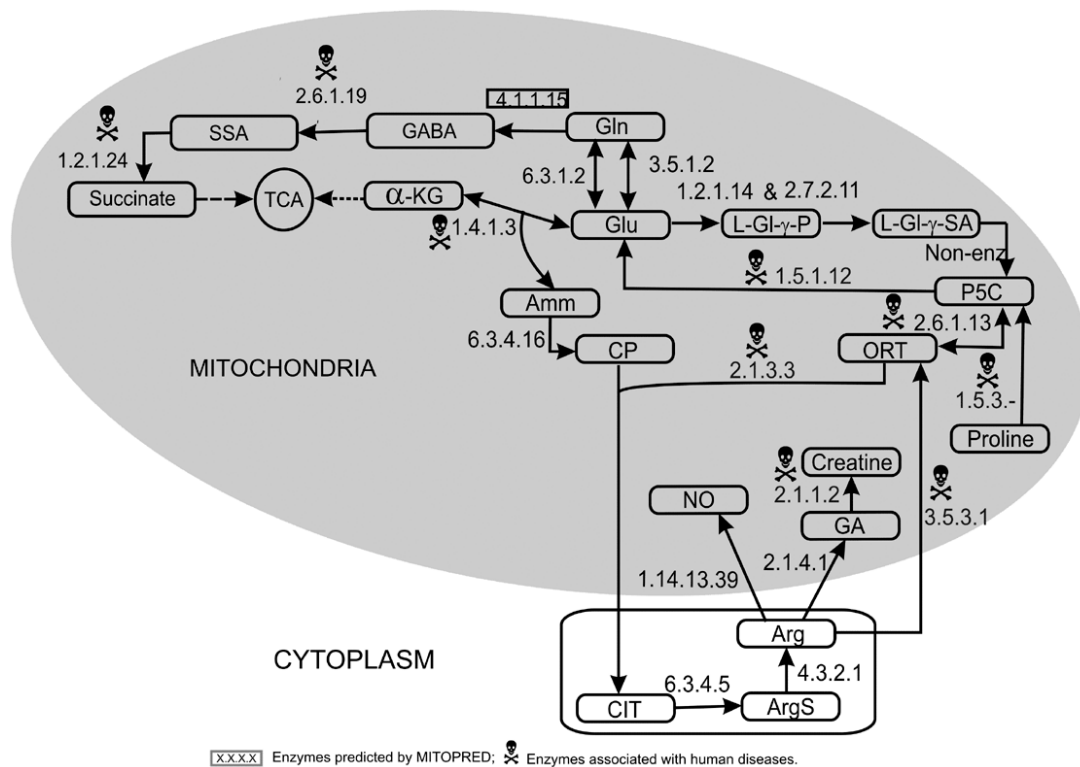 2.6.1.19
4.1.1.15
SSA
GABA
Gln
1.2.1.24
6.3.1.2
3.5.1.2
1.2.1.14 & 2.7.2.11
Succinate
TCA
α-KG
Glu
L-Gl-γ-P
L-Gl-γ-SA
1.4.1.3
Non-enz
1.5.1.12
P5C
Amm
2.6.1.13
6.3.4.16
CP
ORT
MITOCHONDRIA
2.1.3.3
1.5.3.-
Proline
Creatine
NO
2.1.1.2
GA
3.5.3.1
2.1.4.1
1.14.13.39
Arg
CYTOPLASM
4.3.2.1
6.3.4.5
CIT
ArgS
X.X.X.X Enzymes predicted by MITOPRED; Enzymes associated with human diseases.